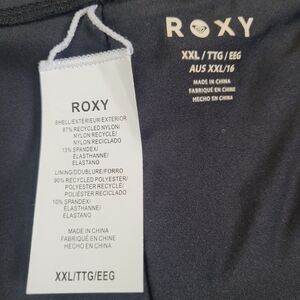 ROXY
SHELL/EXTÉRIEUR/EXTERIOR
87% RECYCLED NYLON/
NYLON RECYCLÉ/
NYLON RECICLADO
13% SPANDEX/
ÉLASTHANNE/
ELASTANO
LINING/DOUBLURE/FORRO
90% RECYCLED POLYESTER/
POLYESTER RECYCLÉ/
POLIÉSTER RECICLADO
10% SPANDEX/
ÉLASTHANNE/
ELASTANO
MADE IN CHINA
FABRIQUÉ EN CHINE
HECHO EN CHINA
XXL/TTG/EEG
ROXY
XXL / TTG / EEG
AUS XXL/16
MADE IN CHINA
FABRIQUÉ EN CHINE
HECHO EN CHINA